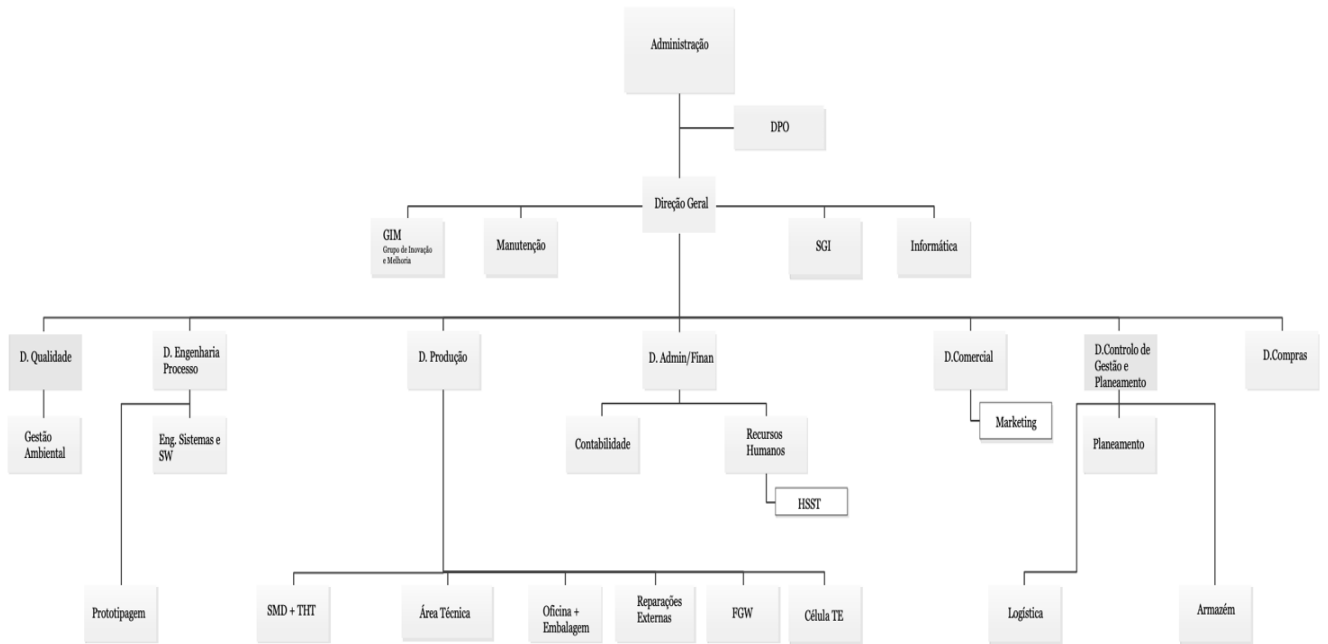 Administração
DPO
Direção Geral
GIM
Grupo de Inovação
e Melhoria
Manutenção
SGI
Informática
D. Qualidade
D. Engenharia
Processo
D. Produção
D. Admin/Finan
D.Comercial
D.Controlo de
Gestão e
Planeamento
D.Compras
Gestão
Ambiental
Eng. Sistemas e
SW
Contabilidade
Recursos
Humanos
Marketing
Planeamento
HSST
Prototipagem
SMD + THT
Área Técnica
Oficina +
Embalagem
Reparações
Externas
FGW
Célula TE
Logística
Armazém